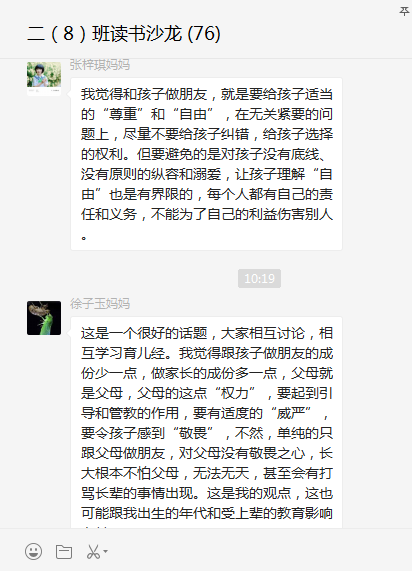 二（8）班读书沙龙 (76)
张梓琪妈妈
我觉得和孩子做朋友，就是要给孩子适当
的“尊重”和“自由”，在无关紧要的问
题上，尽量不要给孩子纠错，给孩子选择
的权利。但要避免的是对孩子没有底线、
没有原则的纵容和溺爱，让孩子理解“自
由”也是有界限的，每个人都有自己的责
任和义务，不能为了自己的利益伤害别人
。
10:19
徐子玉妈妈
这是一个很好的话题，大家相互讨论，相
互学习育儿经。我觉得跟孩子做朋友的成
份少一点，做家长的成份多一点，父母就
是父母，父母的这点“权力”，要起到引
导和管教的作用，要有适度的“威严”，
要令孩子感到“敬畏”，不然，单纯的只
跟父母做朋友，对父母没有敬畏之心，长
大根本不怕父母，无法无天，甚至会有打
骂长辈的事情出现。这是我的观点，这也
可能跟我出生的年代和受上辈的教育影响